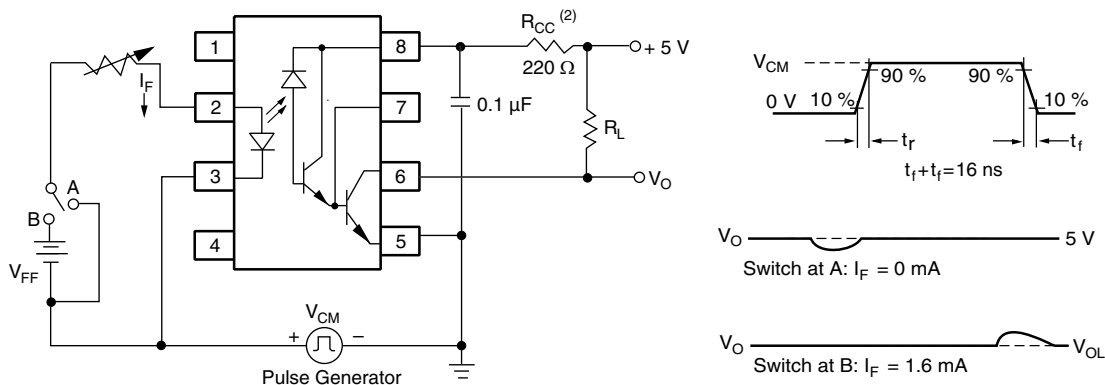 1
2
3
4
8
7
6
5
I_F
A
B
V_FF
R_CC (2)
220 Ω
+ 5 V
0.1 µF
R_L
V_O
V_CM
+ −
Pulse Generator
V_CM
90 % 90 %
0 V 10 % 10 %
t_r t_f
t_f+t_f=16 ns
V_O 5 V
Switch at A: I_F = 0 mA
V_O V_OL
Switch at B: I_F = 1.6 mA